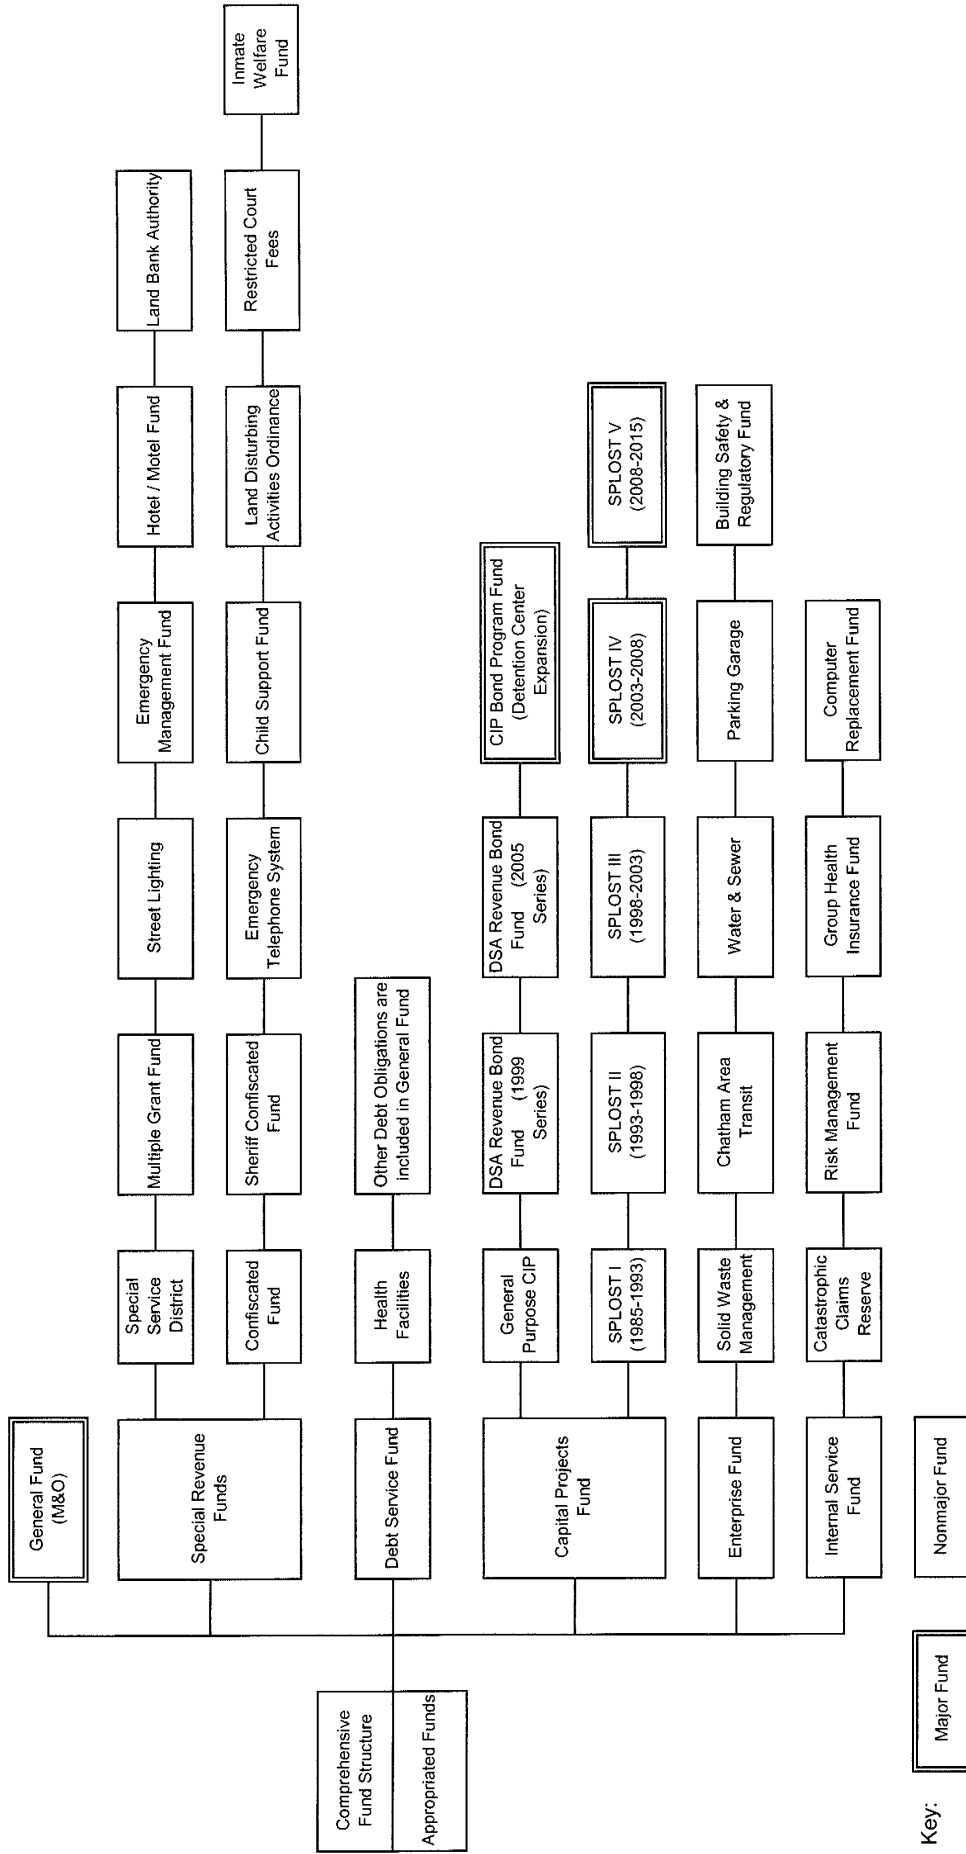 Comprehensive
Fund Structure
Appropriated Funds
General Fund
(M&O)
Special Revenue
Funds
Special
Service
District
Multiple Grant Fund
Street Lighting
Emergency
Management Fund
Hotel / Motel Fund
Land Bank Authority
Confiscated
Fund
Sheriff Confiscated
Fund
Emergency
Telephone System
Child Support Fund
Land Disturbing
Activities Ordinance
Restricted Court
Fees
Inmate
Welfare
Fund
Debt Service Fund
Health
Facilities
Other Debt Obligations are
included in General Fund
Capital Projects
Fund
General
Purpose CIP
DSA Revenue Bond
Fund (1999
Series)
DSA Revenue Bond
Fund (2005
Series)
CIP Bond Program Fund
(Detention Center
Expansion)
SPLOST I
(1985-1993)
SPLOST II
(1993-1998)
SPLOST III
(1998-2003)
SPLOST IV
(2003-2008)
SPLOST V
(2008-2015)
Enterprise Fund
Solid Waste
Management
Chatham Area
Transit
Water & Sewer
Parking Garage
Building Safety &
Regulatory Fund
Internal Service
Fund
Catastrophic
Claims
Reserve
Risk Management
Fund
Group Health
Insurance Fund
Computer
Replacement Fund
Key:
Major Fund
Nonmajor Fund